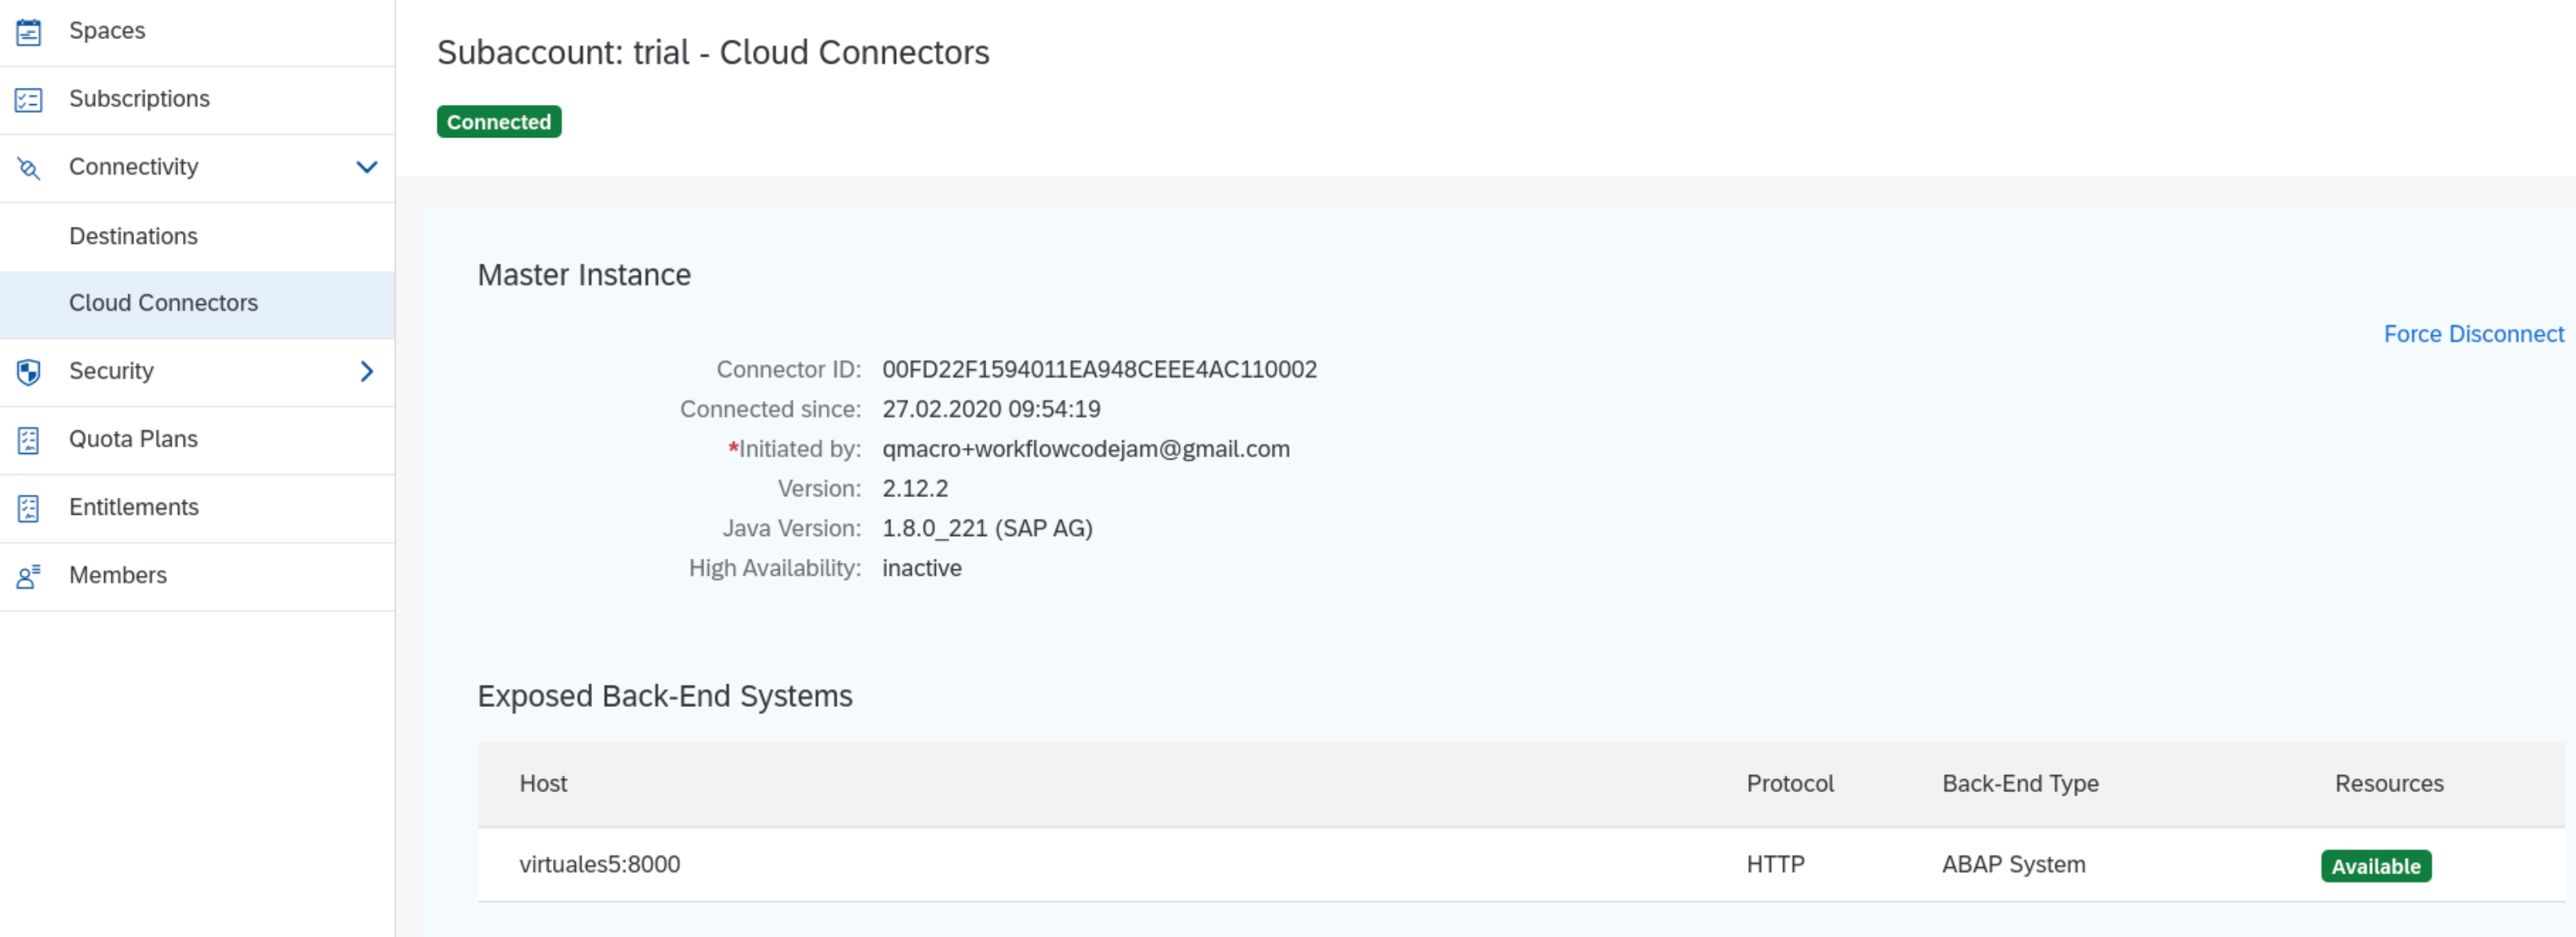 Spaces
Subscriptions
Connectivity
Destinations
Cloud Connectors
Security
Quota Plans
Entitlements
Members
Subaccount: trial - Cloud Connectors
Connected
Master Instance
Force Disconnect
Connector ID: 00FD22F1594011EA948CEEE4AC110002
Connected since: 27.02.2020 09:54:19
*Initiated by: qmacro+workflowcodejam@gmail.com
Version: 2.12.2
Java Version: 1.8.0_221 (SAP AG)
High Availability: inactive
Exposed Back-End Systems
Host Protocol Back-End Type Resources
virtuales5:8000 HTTP ABAP System Available